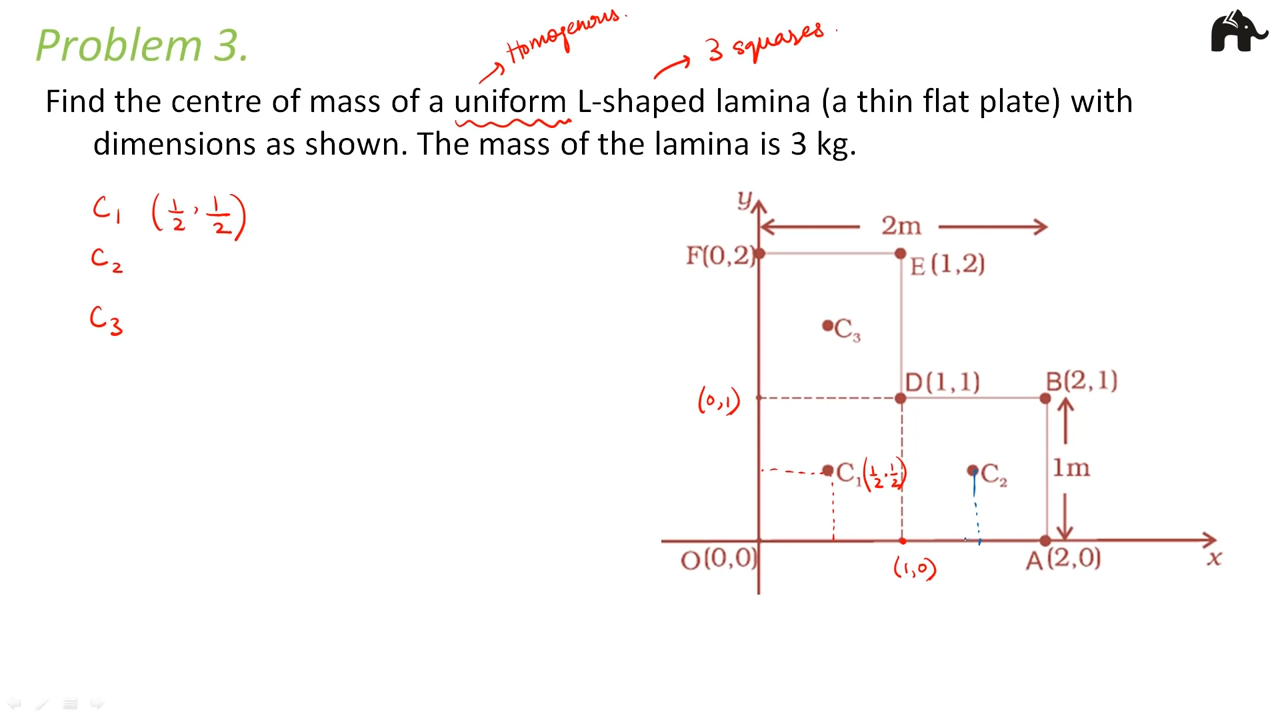 Problem 3.
Homogenous.
3 squares.
Find the centre of mass of a uniform L-shaped lamina (a thin flat plate) with
dimensions as shown. The mass of the lamina is 3 kg.
C₁ (1/2, 1/2)
C₂
C₃
y
2m
F(0,2)
E(1,2)
C₃
D(1,1)
B(2,1)
(0,1)
C₁(1/2, 1/2)
C₂
1m
O(0,0)
(1,0)
A(2,0)
x